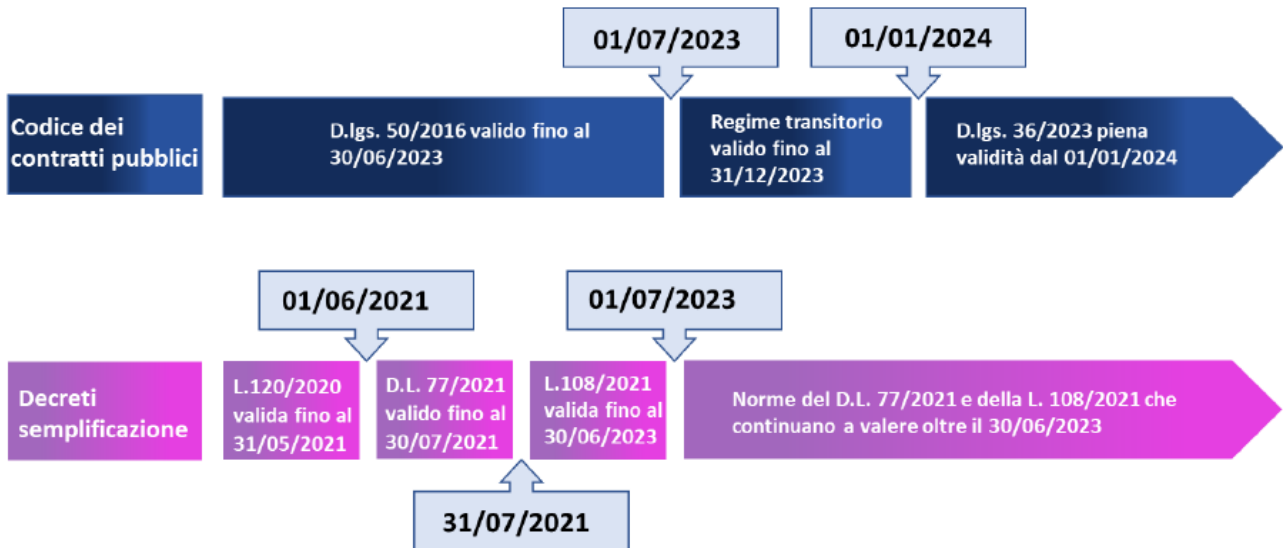 01/07/2023
01/01/2024
Codice dei
contratti pubblici
D.lgs. 50/2016 valido fino al
30/06/2023
Regime transitorio
valido fino al
31/12/2023
D.lgs. 36/2023 piena
validità dal 01/01/2024
01/06/2021
01/07/2023
Decreti
semplificazione
L.120/2020
valida fino al
31/05/2021
D.L. 77/2021
valido fino al
30/07/2021
L.108/2021
valida fino al
30/06/2023
Norme del D.L. 77/2021 e della L. 108/2021 che
continuano a valere oltre il 30/06/2023
31/07/2021